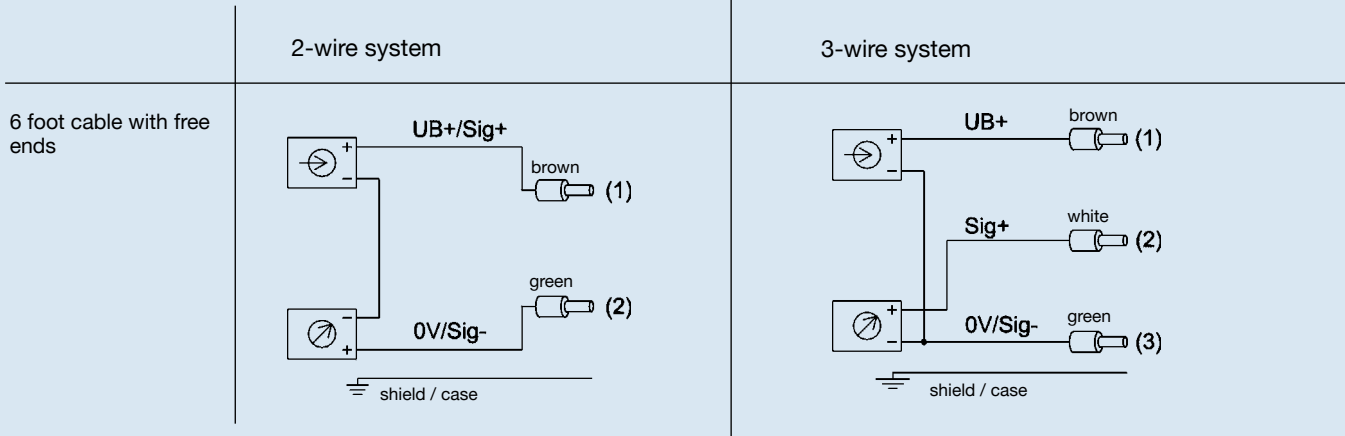 2-wire system
3-wire system
6 foot cable with free
ends
UB+/Sig+
+
−
brown
(1)
green
(2)
−
+
0V/Sig-
shield / case
UB+
brown
(1)
+
−
Sig+
white
(2)
+
−
0V/Sig-
green
(3)
shield / case